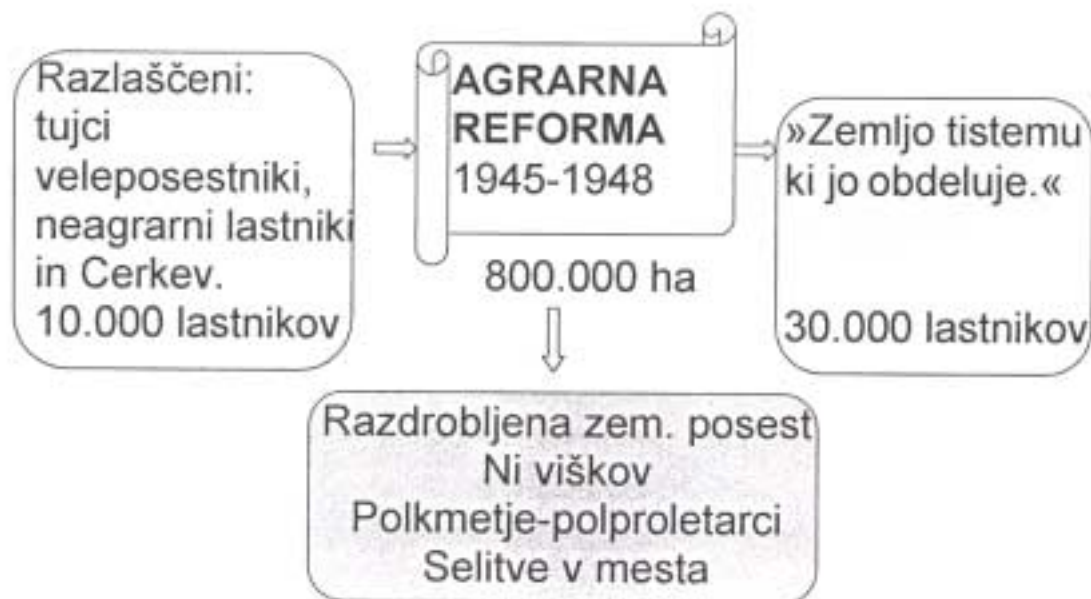 Razlaščeni:
tujci
veleposestniki,
neagrarni lastniki
in Cerkev.
10.000 lastnikov
AGRARNA
REFORMA
1945-1948
800.000 ha
»Zemljo tistemu
ki jo obdeluje.«
30.000 lastnikov
Razdrobljena zem. posest
Ni viškov
Polkmetje-polproletarci
Selitve v mesta